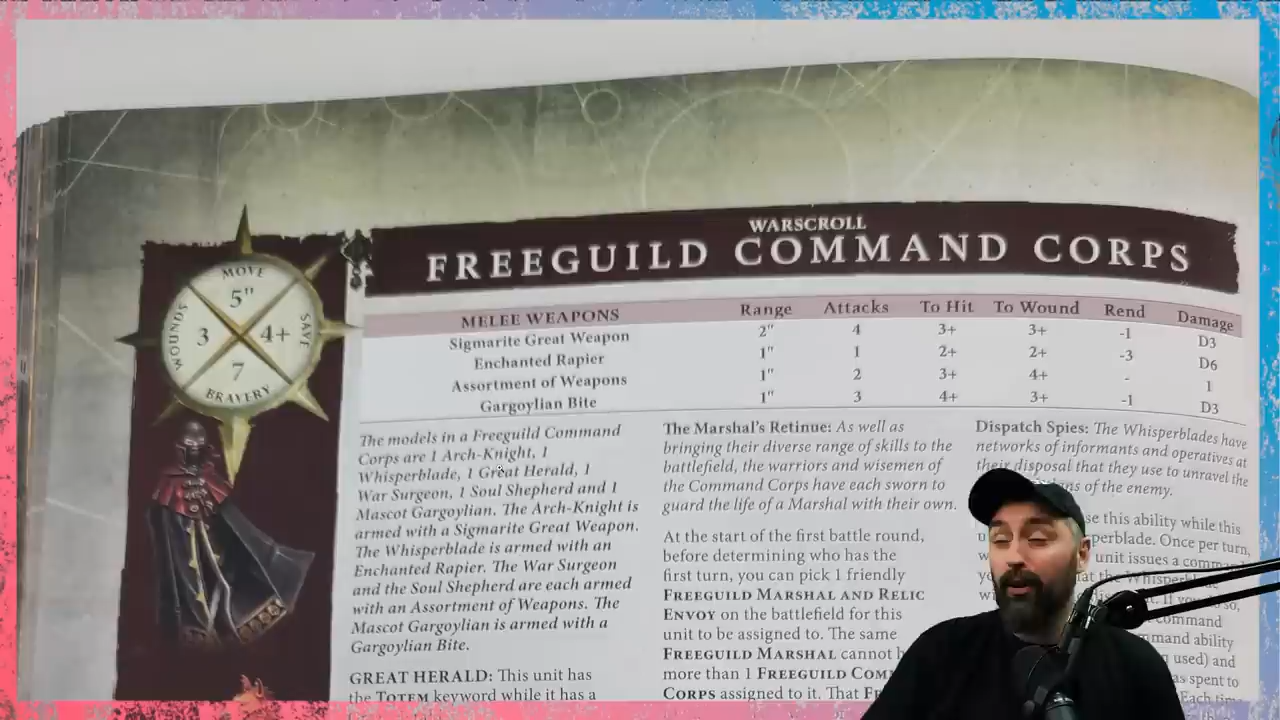 WARSCROLL
FREEGUILD COMMAND CORPS
MOVE
5"
WOUNDS
3
4+
SAVE
7
BRAVERY
MELEE WEAPONS Range Attacks To Hit To Wound Rend Damage
Sigmarite Great Weapon 2" 4 3+ 3+ -1 D3
Enchanted Rapier 1" 1 2+ 2+ -3 D6
Assortment of Weapons 1" 2 3+ 4+ - 1
Gargoylian Bite 1" 3 4+ 3+ -1 D3
The models in a Freeguild Command
Corps are 1 Arch-Knight, 1
Whisperblade, 1 Great Herald, 1
War Surgeon, 1 Soul Shepherd and 1
Mascot Gargoylian. The Arch-Knight is
armed with a Sigmarite Great Weapon.
The Whisperblade is armed with an
Enchanted Rapier. The War Surgeon
and the Soul Shepherd are each armed
with an Assortment of Weapons. The
Mascot Gargoylian is armed with a
Gargoylian Bite.
GREAT HERALD: This unit has
the TOTEM keyword while it has a
The Marshal's Retinue: As well as
bringing their diverse range of skills to the
battlefield, the warriors and wisemen of
the Command Corps have each sworn to
guard the life of a Marshal with their own.
At the start of the first battle round,
before determining who has the
first turn, you can pick 1 friendly
FREEGUILD MARSHAL AND RELIC
ENVOY on the battlefield for this
unit to be assigned to. The same
FREEGUILD MARSHAL cannot
more than 1 FREEGUILD
CORPS assigned to it. That
Dispatch Spies: The Whisperblades have
networks of informants and operatives at
their disposal that they use to unravel the
of the enemy.
se this ability while this
Once per turn,
unit issues a
command
ability
used) and
as spent to
Each